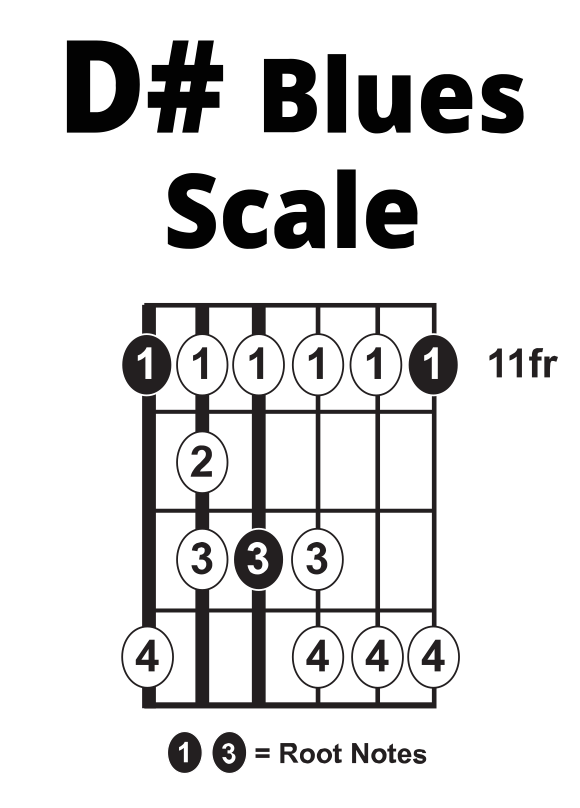 D# Blues
Scale
1 1 1 1 1 1 11fr
2
3 3 3
4 4 4 4
1 3 = Root Notes